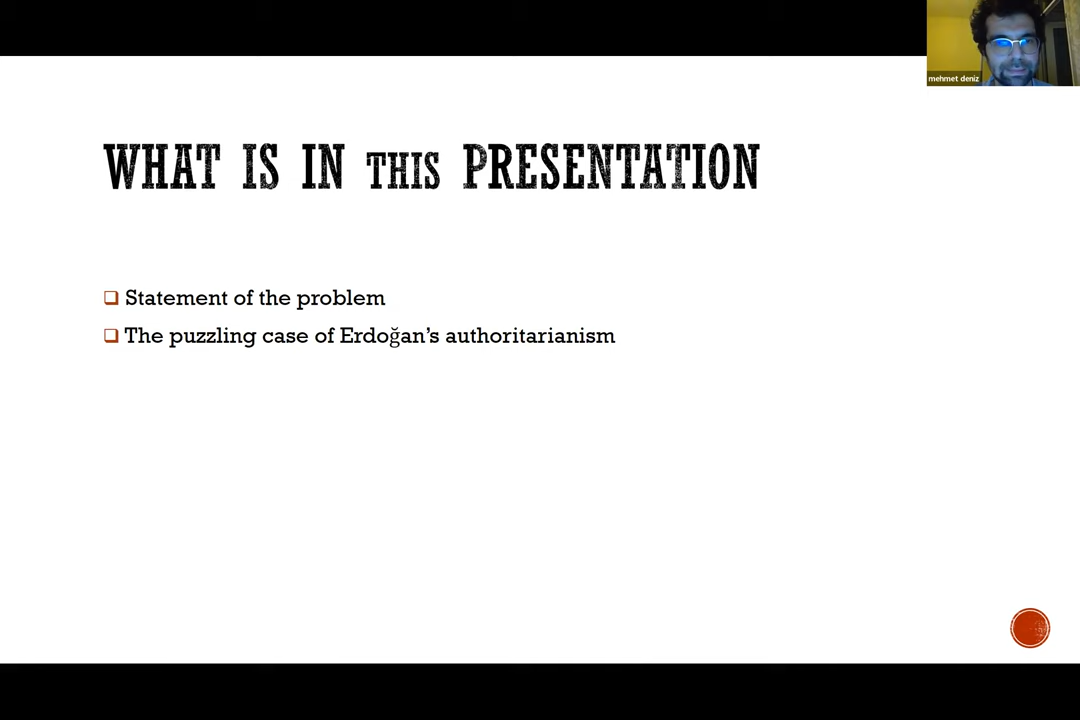 mehmet deniz
WHAT IS IN THIS PRESENTATION
Statement of the problem
The puzzling case of Erdoğan’s authoritarianism